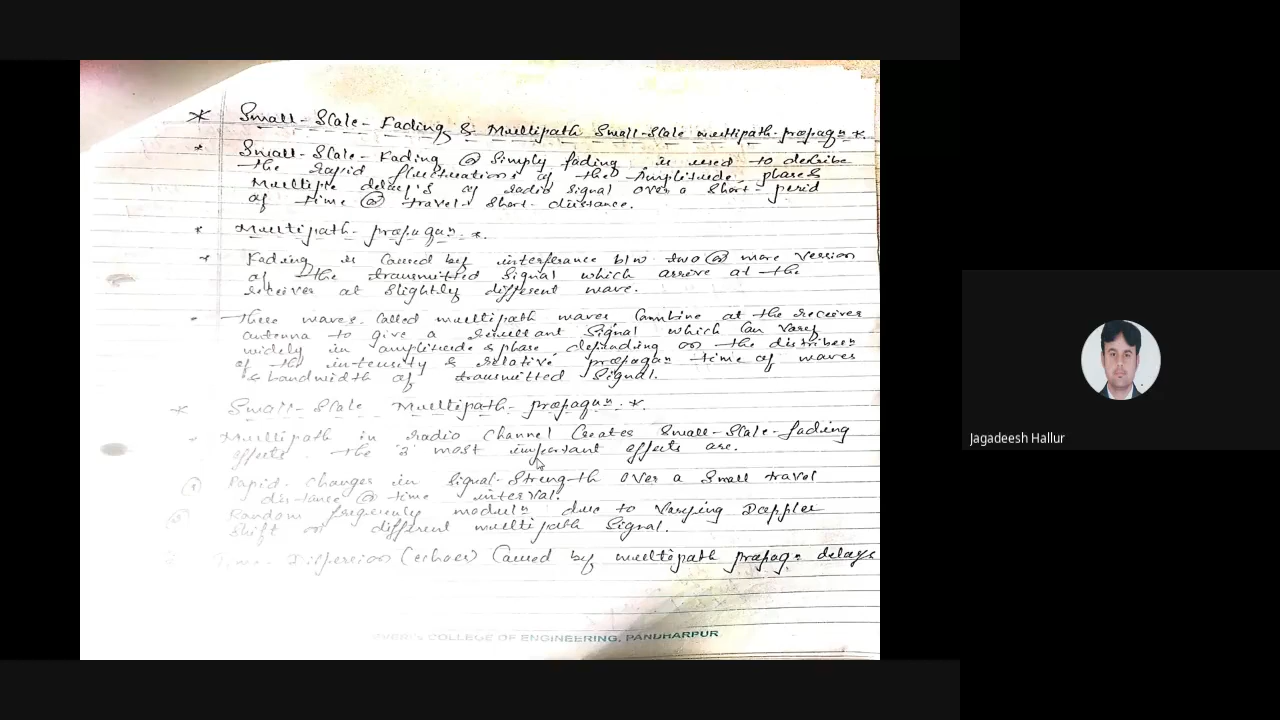 * Small-Scale-Fading & Multipath Small-Scale multipath-propagⁿ *.
* Small-Scale-Fading @ Simply fading is used to describe
the rapid fluctuations of the Amplitude, phase &
Multiple delay's of radio signal over a short- period
of time @ travel- short distance.
* Multipath- propagaⁿ. *.
* Fading is caused by interferance b/w two @ more version
of the transmitted signal which arrive at the
receiver at slightly different wave.
- These waves. called multipath waves combine at the receiver
antenna to give a resultant signal which can vary
widely in amplitude & phase, depending on the distribⁿ
of the intensity & relative propagaⁿ time of waves
& bandwidth of transmitted signal.
* Small-Scale Multipath-propagⁿ. *.
Multipath in radio channel creates small-scale-fading
effects. the '3' most important effects are.
① Rapid. changes in signal-strength over a small travel
distance @ time interval.
② Random frequency modulⁿ due to varying Doppler
shift on different multipath signal.
Time. Dispersion (echoes) caused by multipath propag. delays
COLLEGE OF ENGINEERING, PANDHARPUR
Jagadeesh Hallur